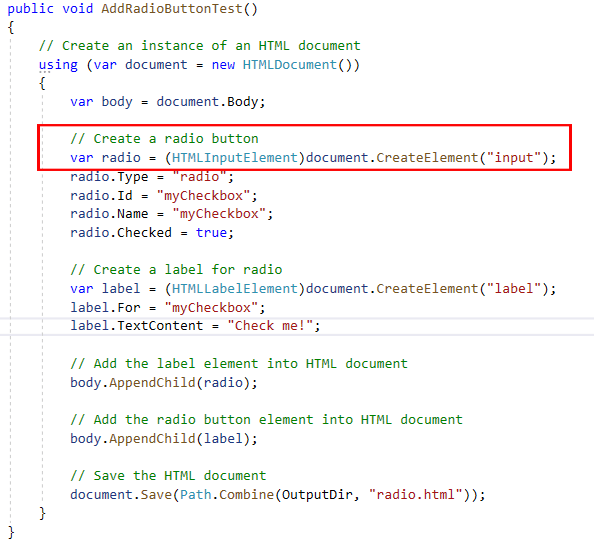 public void AddRadioButtonTest()
{
// Create an instance of an HTML document
using (var document = new HTMLDocument())
{
var body = document.Body;
// Create a radio button
var radio = (HTMLInputElement)document.CreateElement("input");
radio.Type = "radio";
radio.Id = "myCheckbox";
radio.Name = "myCheckbox";
radio.Checked = true;
// Create a label for radio
var label = (HTMLLabelElement)document.CreateElement("label");
label.For = "myCheckbox";
label.TextContent = "Check me!";
// Add the label element into HTML document
body.AppendChild(radio);
// Add the radio button element into HTML document
body.AppendChild(label);
// Save the HTML document
document.Save(Path.Combine(OutputDir, "radio.html"));
}
}